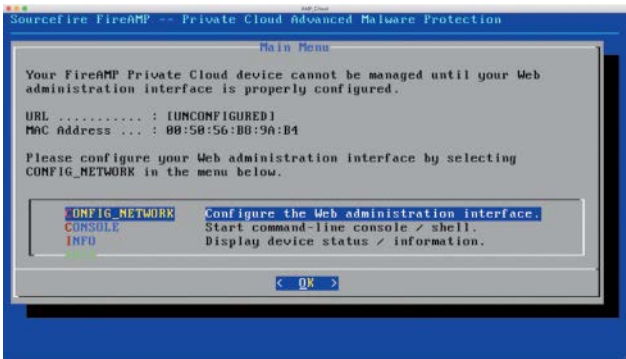 AMP_Cloud
Sourcefire FireAMP -- Private Cloud Advanced Malware Protection
Main Menu
Your FireAMP Private Cloud device cannot be managed until your Web
administration interface is properly configured.
URL ........... : [UNCONFIGURED]
MAC Address ... : 00:50:56:B8:9A:B4
Please configure your Web administration interface by selecting
CONFIG_NETWORK in the menu below.
CONFIG_NETWORK Configure the Web administration interface.
CONSOLE Start command-line console / shell.
INFO Display device status / information.
< OK >